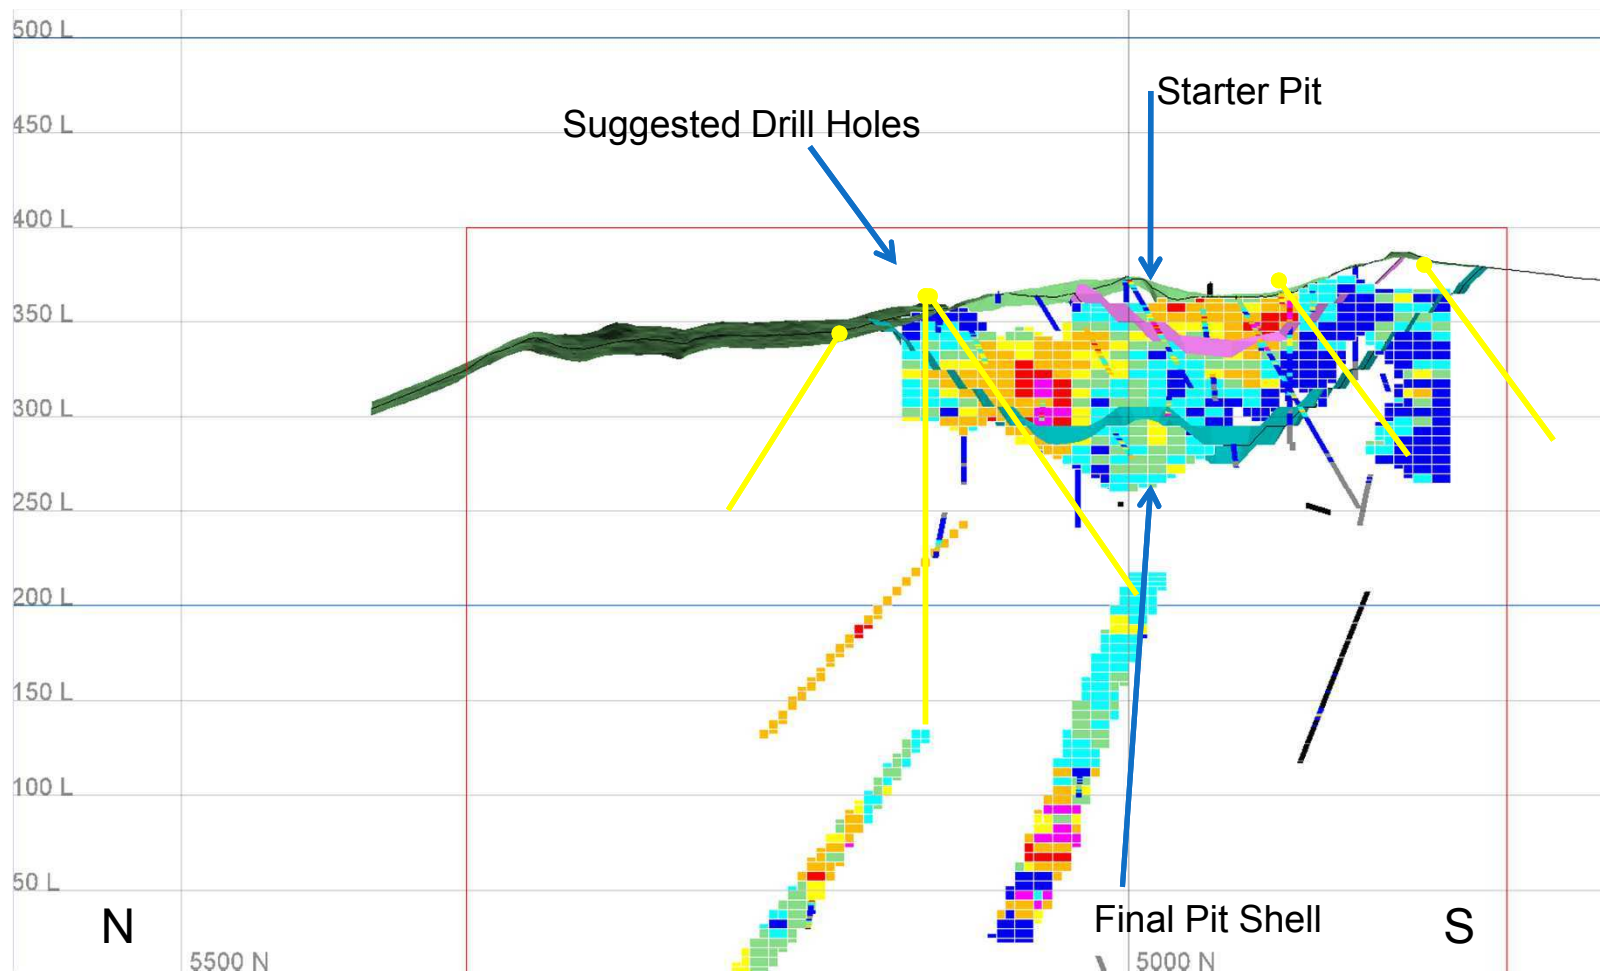 500 L
Starter Pit
450 L
Suggested Drill Holes
400 L
350 L
300 L
250 L
200 L
150 L
100 L
50 L
Final Pit Shell
N
S
5500 N
5000 N